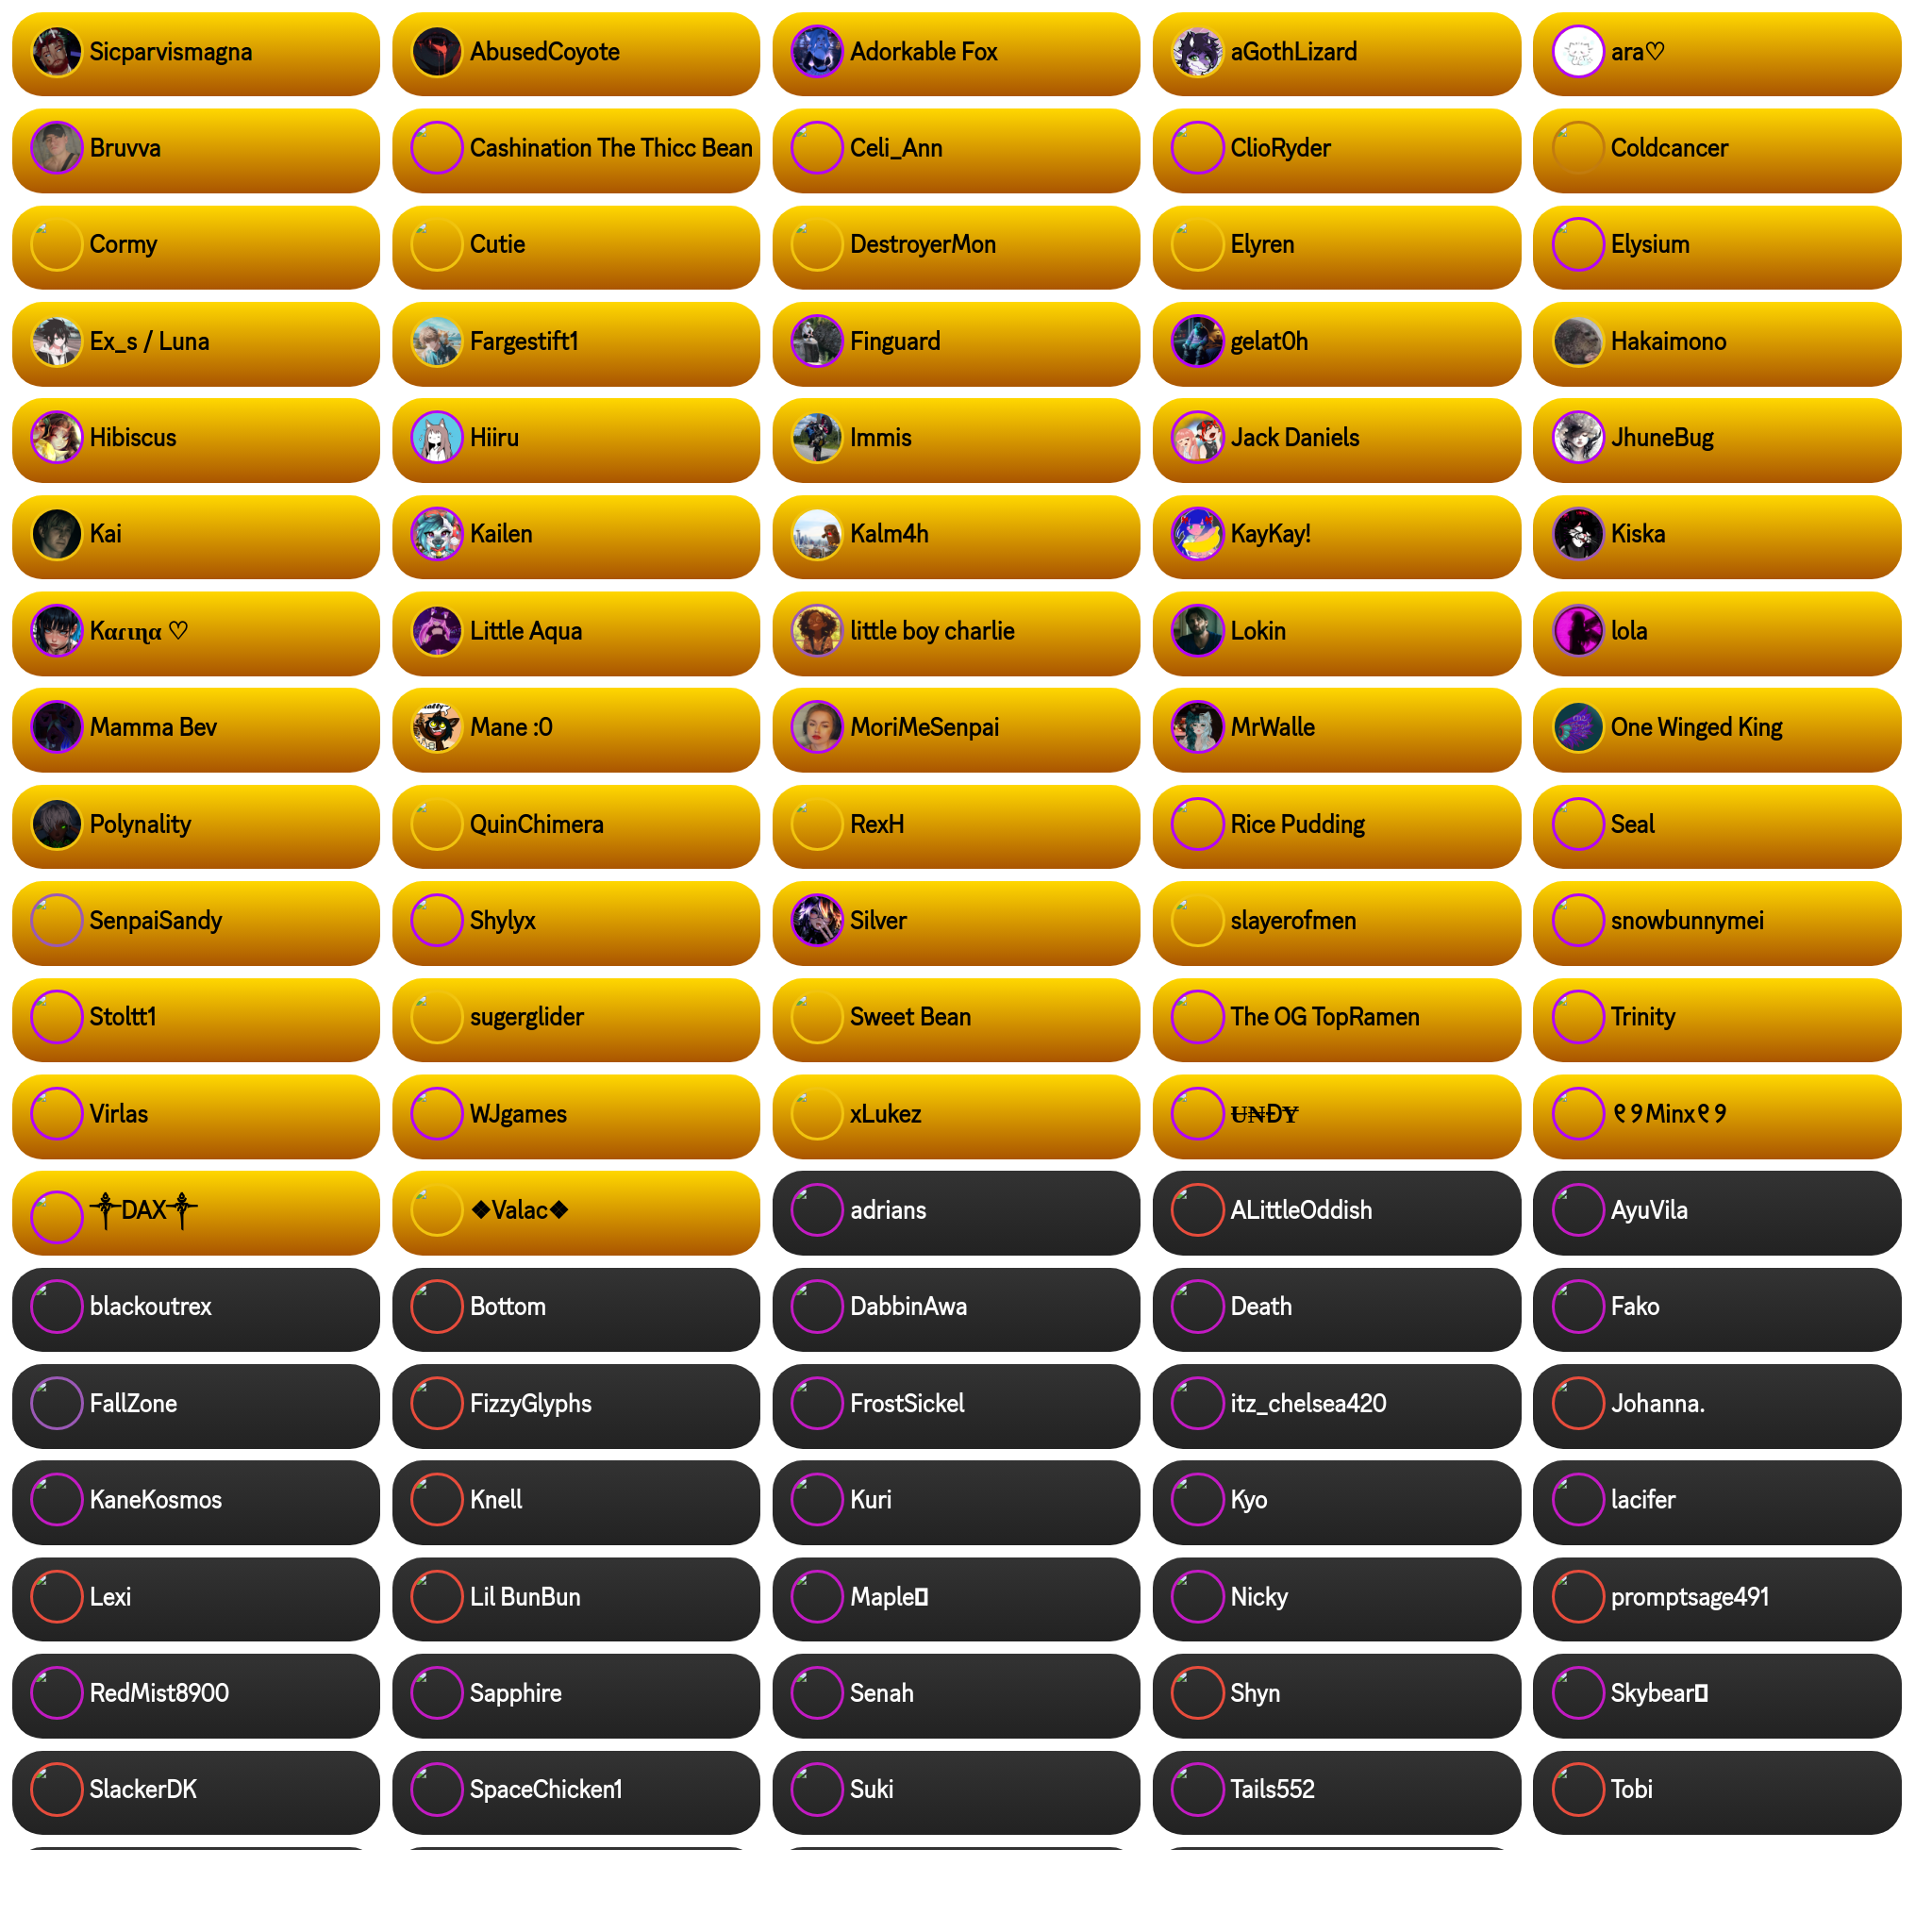 Sicparvismagna
AbusedCoyote
Adorkable Fox
aGothLizard
ara♡
Bruvva
Cashination The Thicc Bean
Celi_Ann
ClioRyder
Coldcancer
Cormy
Cutie
DestroyerMon
Elyren
Elysium
Ex_s / Luna
Fargestift1
Finguard
gelat0h
Hakaimono
Hibiscus
Hiiru
Immis
Jack Daniels
JhuneBug
Kai
Kailen
Kalm4h
KayKay!
Kiska
Kαɾιɳα ♡
Little Aqua
little boy charlie
Lokin
lola
Mamma Bev
Mane :0
MoriMeSenpai
MrWalle
One Winged King
Polynality
QuinChimera
RexH
Rice Pudding
Seal
SenpaiSandy
Shylyx
Silver
slayerofmen
snowbunnymei
Stoltt1
sugerglider
Sweet Bean
The OG TopRamen
Trinity
Virlas
WJgames
xLukez
ɄNĐY
୧୨Minx୧୨
⸸DAX⸸
❖Valac❖
adrians
ALittleOddish
AyuVila
blackoutrex
Bottom
DabbinAwa
Death
Fako
FallZone
FizzyGlyphs
FrostSickel
itz_chelsea420
Johanna.
KaneKosmos
Knell
Kuri
Kyo
lacifer
Lexi
Lil BunBun
Maple
Nicky
promptsage491
RedMist8900
Sapphire
Senah
Shyn
Skybear
SlackerDK
SpaceChicken1
Suki
Tails552
Tobi